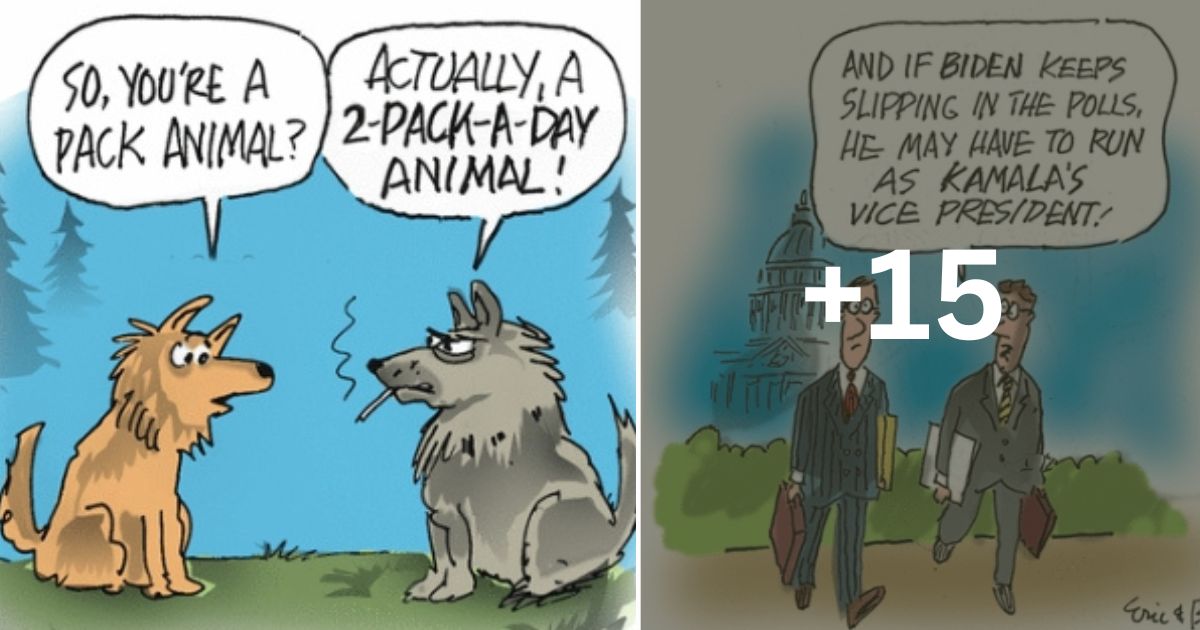 SO, YOU'RE A
PACK ANIMAL?
ACTUALLY, A
2-PACK-A-DAY
ANIMAL!
AND IF BIDEN KEEPS
SLIPPING IN THE POLLS,
HE MAY HAVE TO RUN
AS KAMALA'S
VICE PRESIDENT!
+15
Eric &